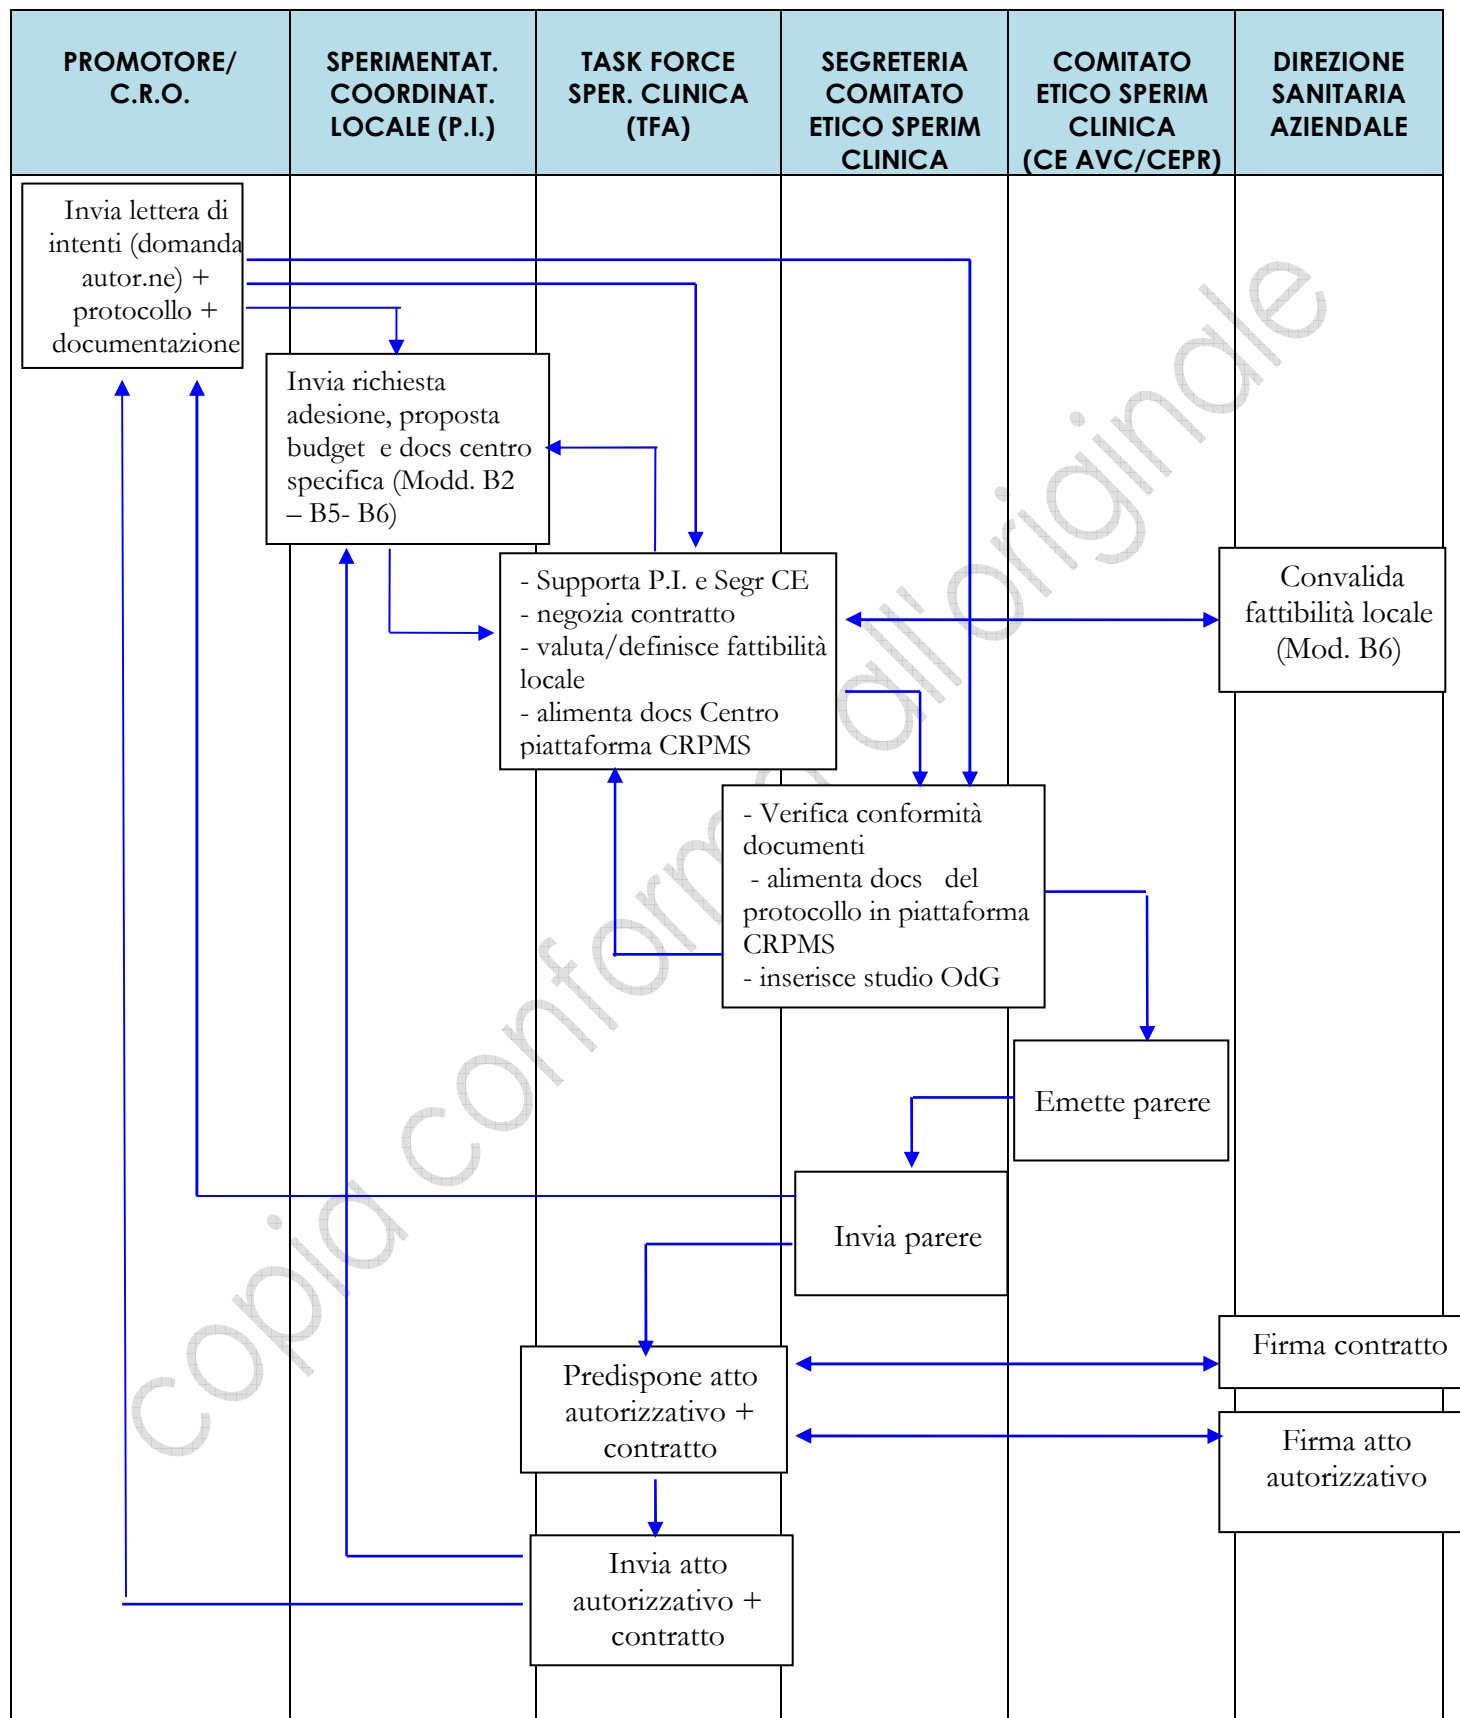 PROMOTORE/
C.R.O.
SPERIMENTAT.
COORDINAT.
LOCALE (P.I.)
TASK FORCE
SPER. CLINICA
(TFA)
SEGRETERIA
COMITATO
ETICO SPERIM
CLINICA
COMITATO
ETICO SPERIM
CLINICA
(CE AVC/CEPR)
DIREZIONE
SANITARIA
AZIENDALE
Invia lettera di
intenti (domanda
autor.ne) +
protocollo +
documentazione
Invia richiesta
adesione, proposta
budget e docs centro
specifica (Modd. B2
– B5- B6)
- Supporta P.I. e Segr CE
- negozia contratto
- valuta/definisce fattibilità
locale
- alimenta docs Centro
piattaforma CRPMS
Convalida
fattibilità locale
(Mod. B6)
- Verifica conformità
documenti
- alimenta docs del
protocollo in piattaforma
CRPMS
- inserisce studio OdG
Emette parere
Invia parere
Predispone atto
autorizzativo +
contratto
Firma contratto
Firma atto
autorizzativo
Invia atto
autorizzativo +
contratto
copia conforme all'originale